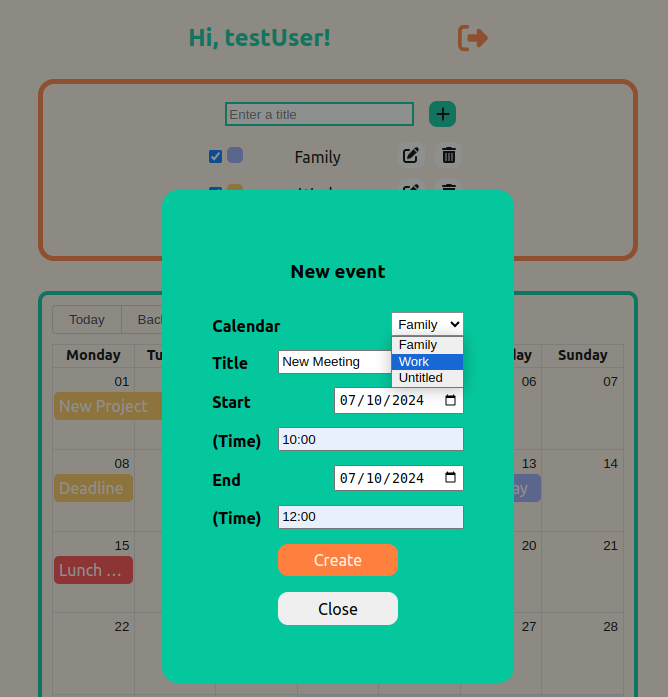 Hi, testUser!
Enter a title
Family
New event
Calendar Family
Family
Work
Untitled
Title New Meeting
Start 07/10/2024
(Time) 10:00
End 07/10/2024
(Time) 12:00
Create
Close
Today Bac
Monday Tu ay Sunday
01 06 07
New Project
08 13 14
Deadline ay
15 20 21
Lunch ...
22 27 28